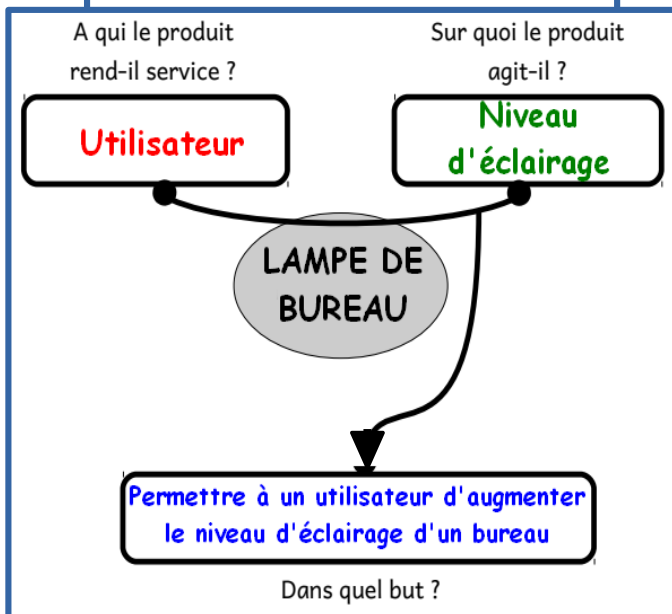 A qui le produit
rend-il service ?
Sur quoi le produit
agit-il ?
Utilisateur
Niveau
d'éclairage
LAMPE DE
BUREAU
Permettre à un utilisateur d'augmenter
le niveau d'éclairage d'un bureau
Dans quel but ?